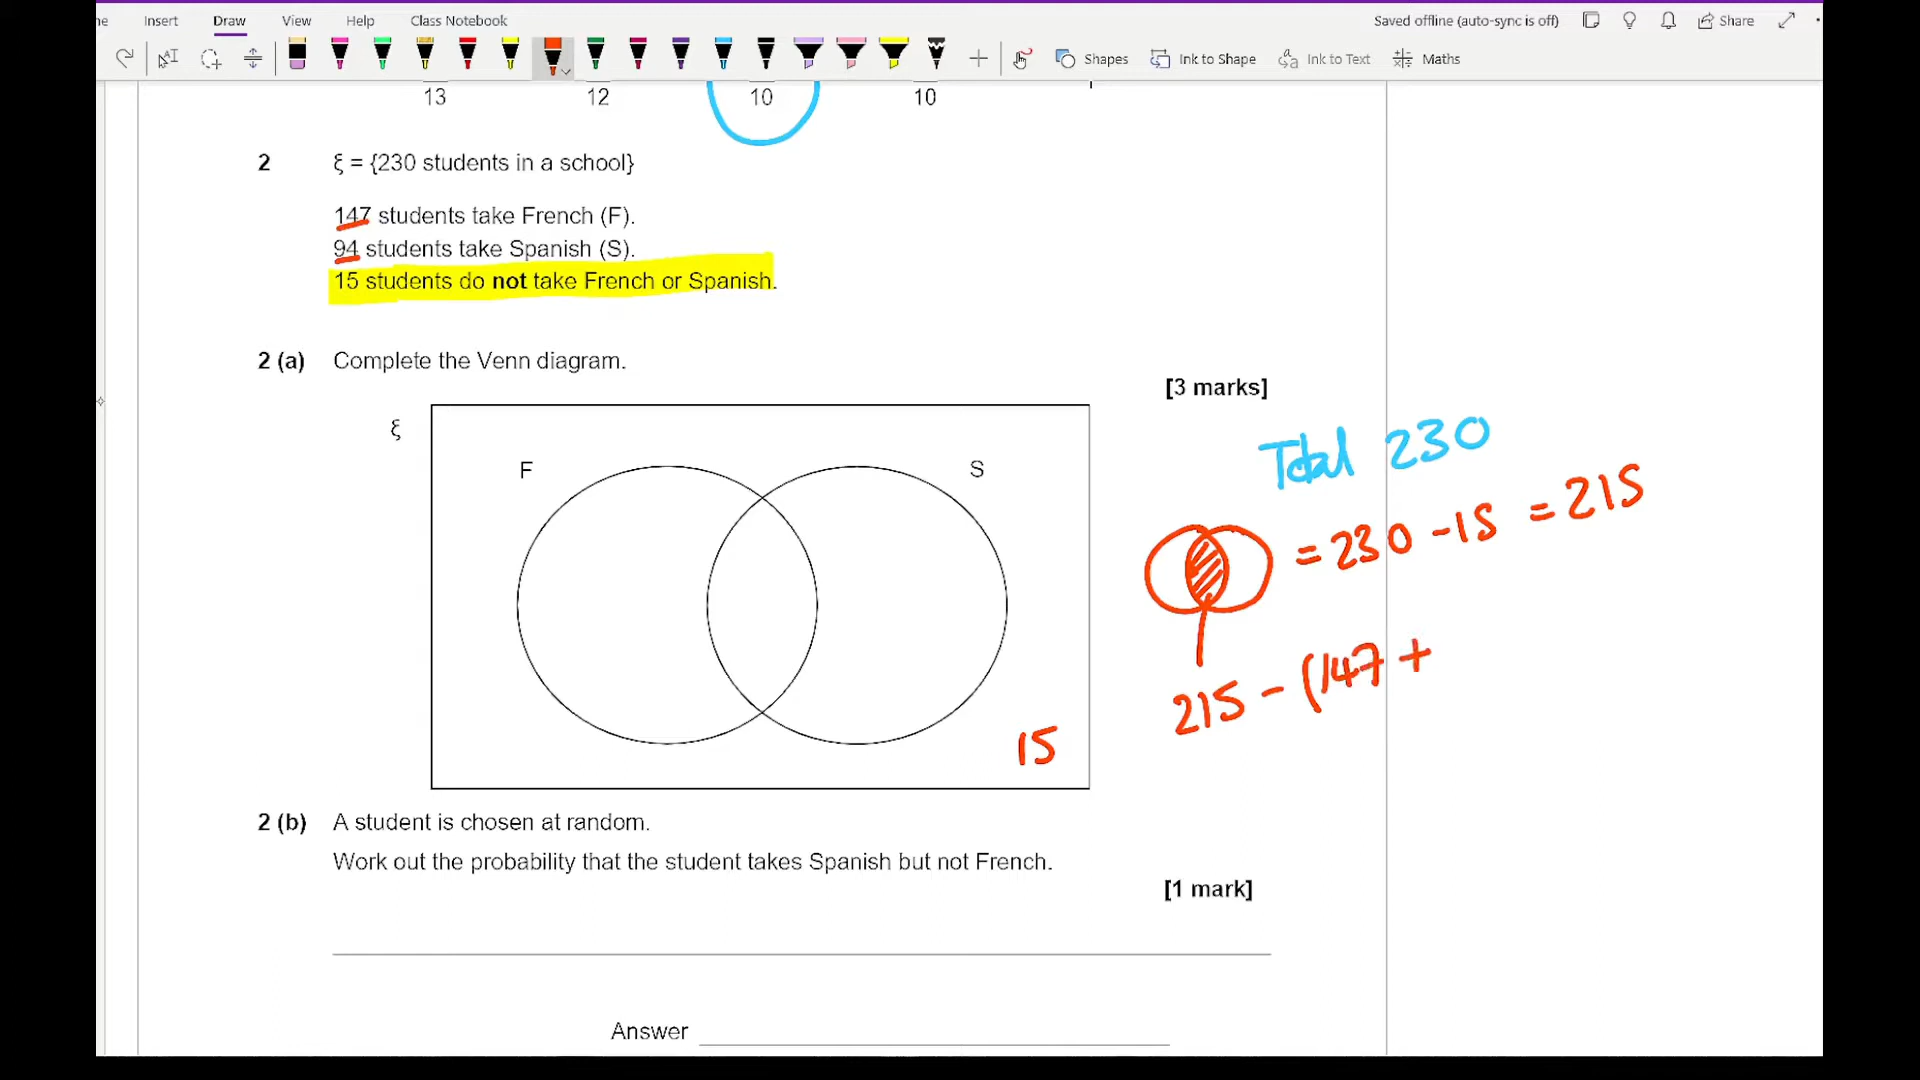 ne Insert Draw View Help Class Notebook Saved offline (auto-sync is off) Share
Shapes Ink to Shape Ink to Text Maths
13 12 10 10
2 ξ = {230 students in a school}
147 students take French (F).
94 students take Spanish (S).
15 students do not take French or Spanish.
2 (a) Complete the Venn diagram.
[3 marks]
ξ
F S
Total 230
= 230 - 15 = 215
215 - (147 +
15
2 (b) A student is chosen at random.
Work out the probability that the student takes Spanish but not French.
[1 mark]
Answer